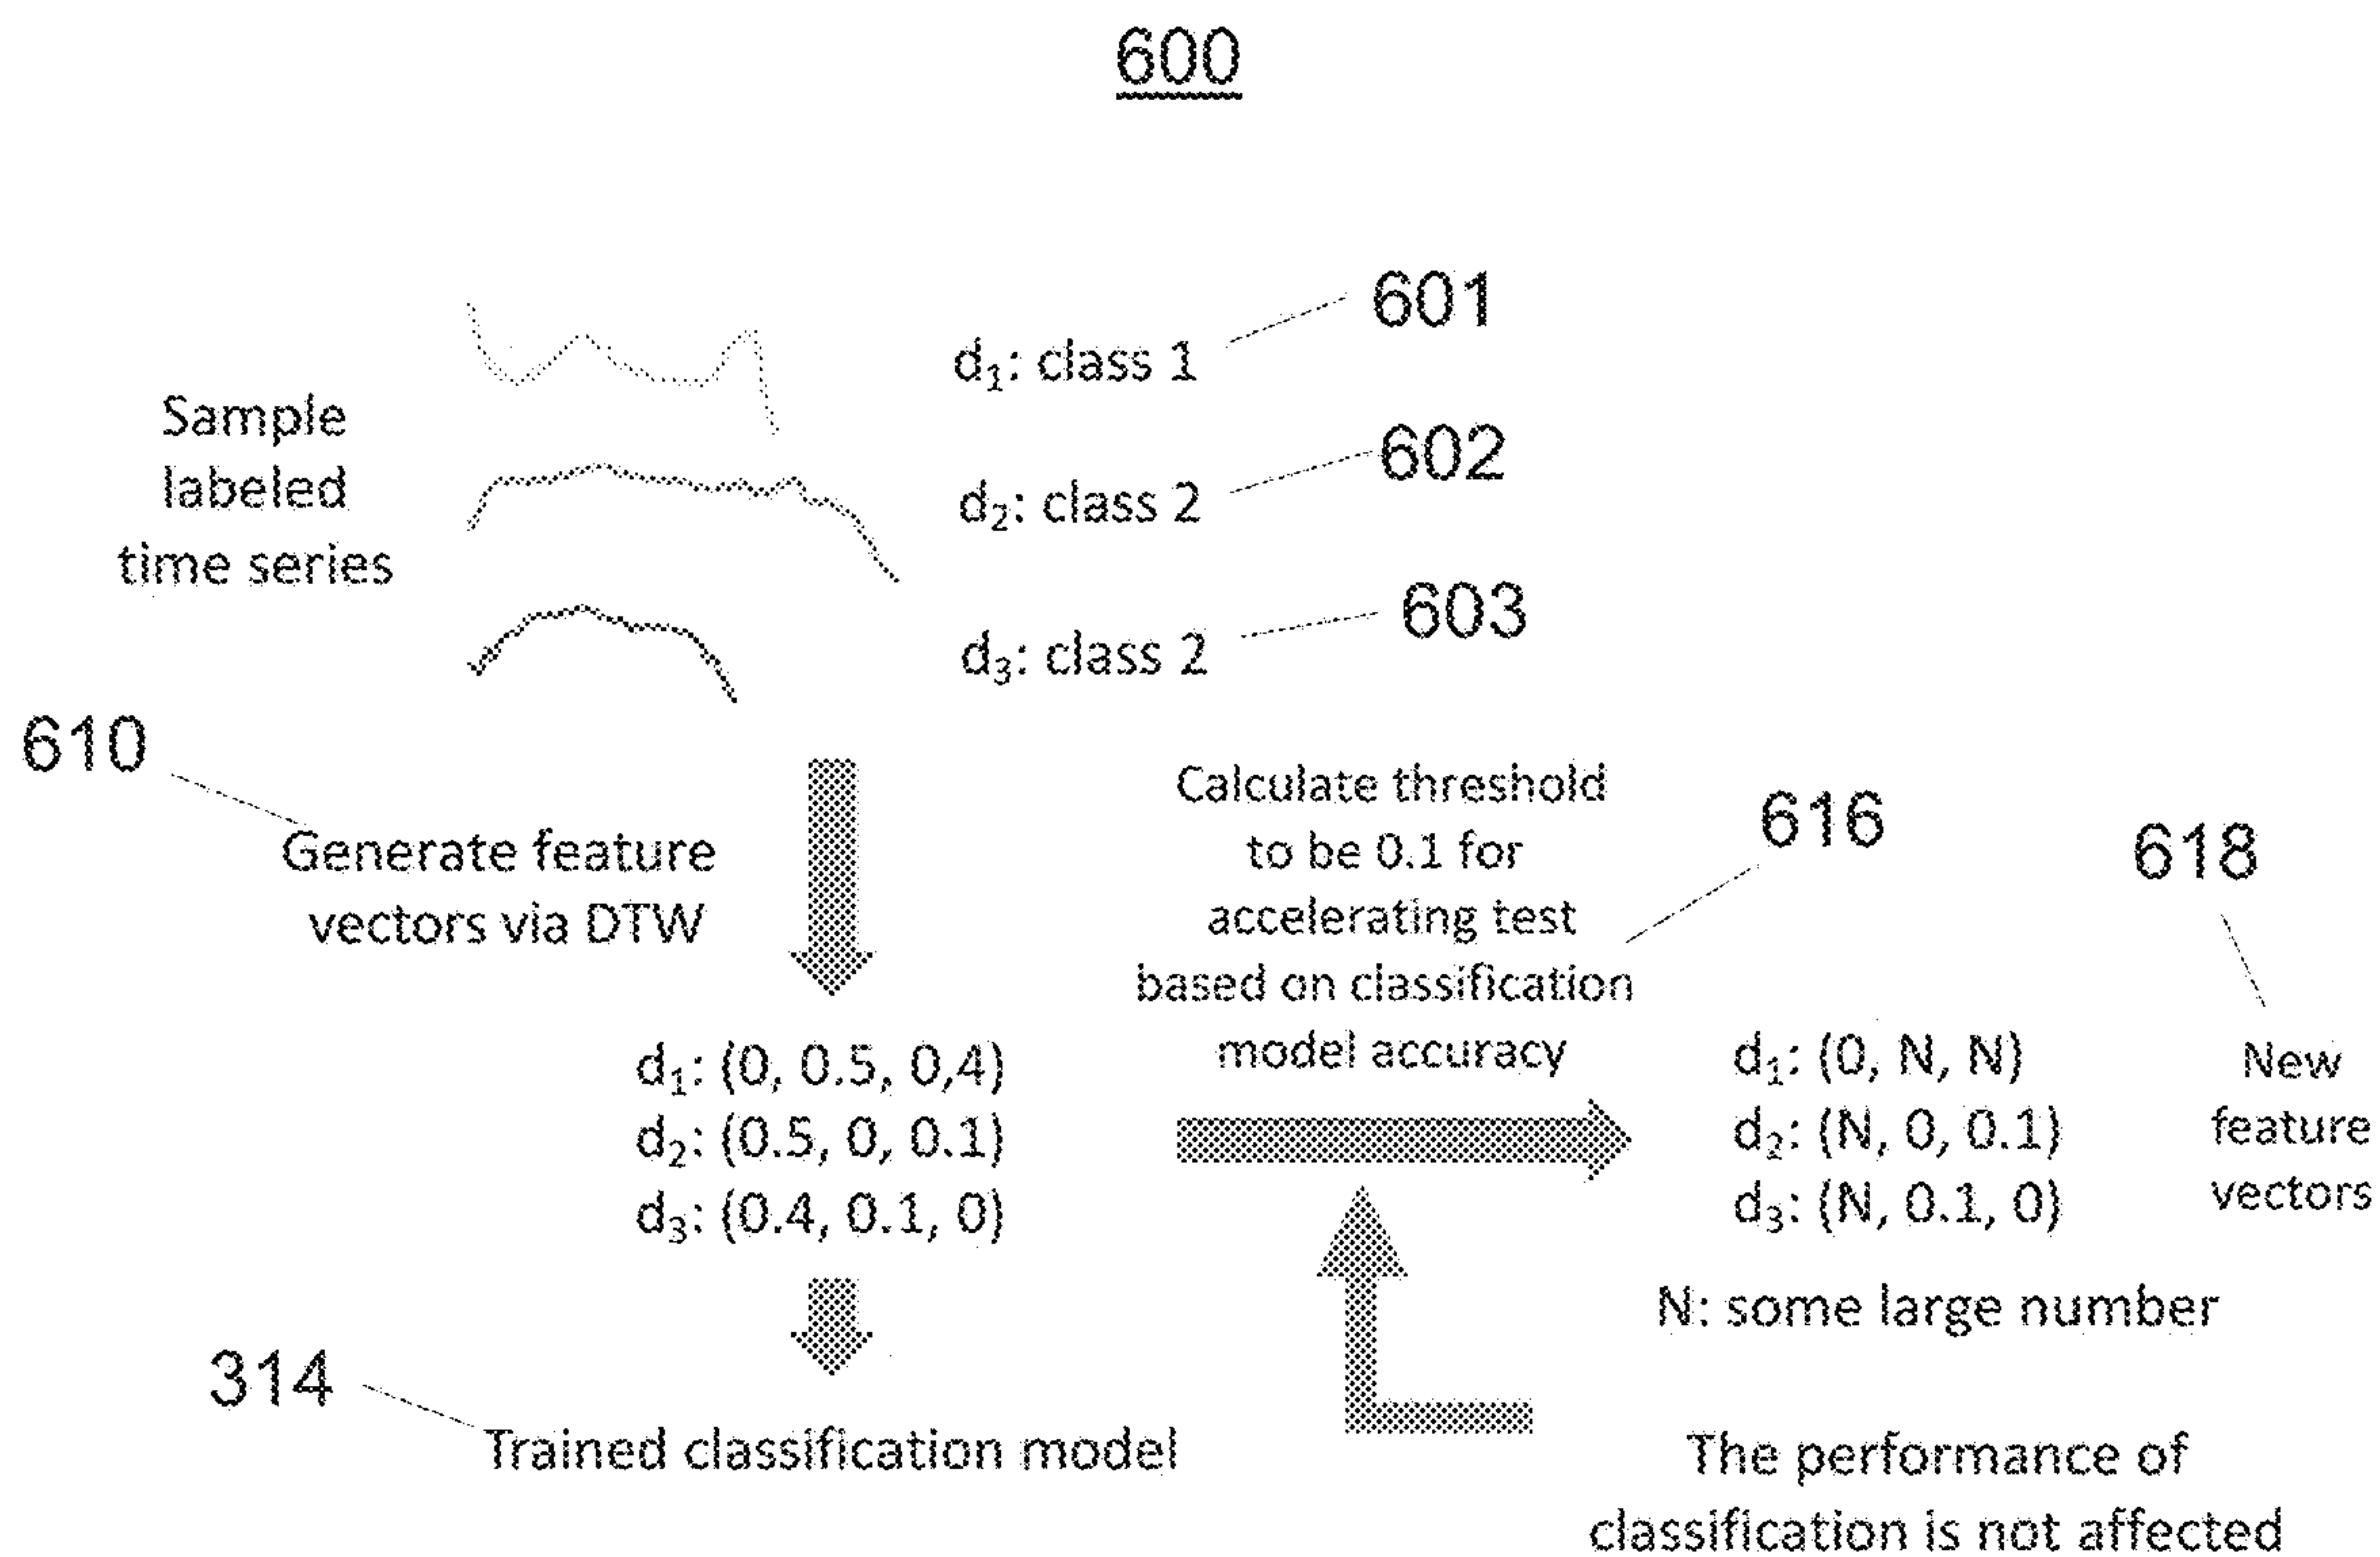 600
601
d₁: class 1
Sample
labeled
time series
602
d₂: class 2
603
d₃: class 2
610
Generate feature
vectors via DTW
Calculate threshold
to be 0.1 for
accelerating test
based on classification
model accuracy
616
618
d₁: (0, 0.5, 0,4)
d₂: (0.5, 0, 0.1)
d₃: (0.4, 0.1, 0)
d₁: (0, N, N)
d₂: (N, 0, 0.1)
d₃: (N, 0.1, 0)
New
feature
vectors
N: some large number
314
Trained classification model
The performance of
classification is not affected